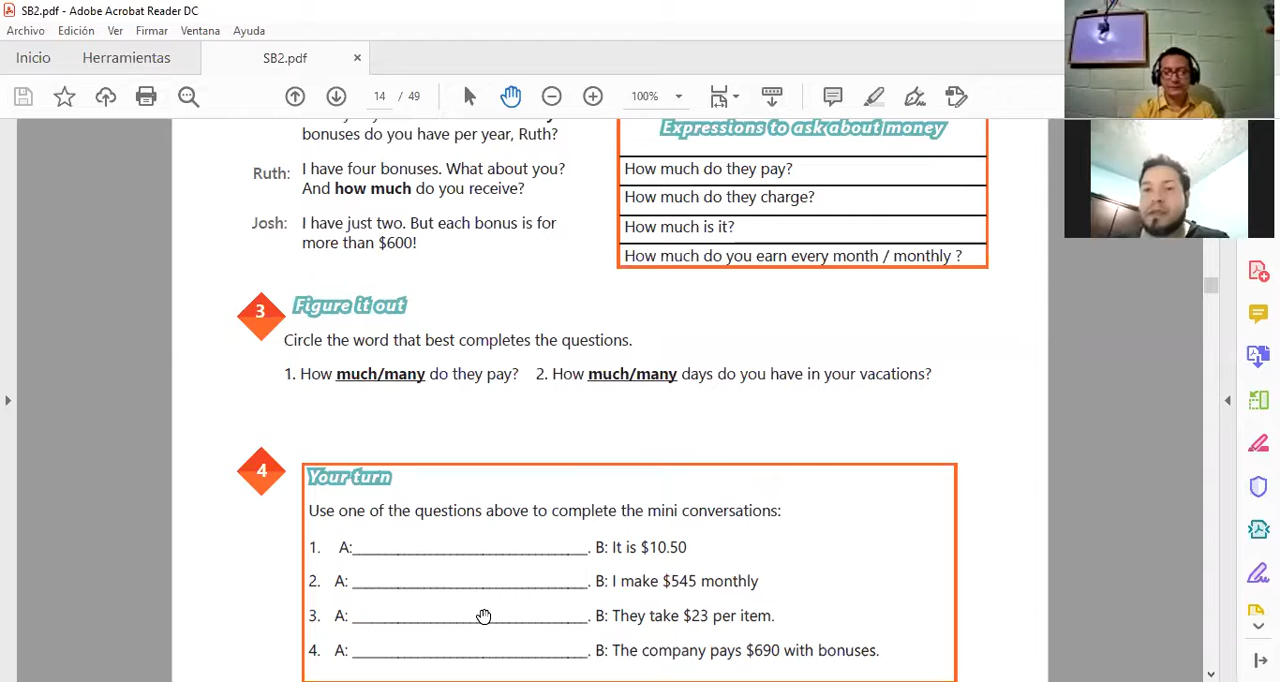 SB2.pdf - Adobe Acrobat Reader DC
Archivo Edición Ver Firmar Ventana Ayuda
Inicio Herramientas SB2.pdf ×
14 / 49 100%
bonuses do you have per year, Ruth?
Ruth: I have four bonuses. What about you?
And how much do you receive?
Josh: I have just two. But each bonus is for
more than $600!
Expressions to ask about money
How much do they pay?
How much do they charge?
How much is it?
How much do you earn every month / monthly ?
3 Figure it out
Circle the word that best completes the questions.
1. How much/many do they pay? 2. How much/many days do you have in your vacations?
4 Your turn
Use one of the questions above to complete the mini conversations:
1. A:______________________________. B: It is $10.50
2. A: ______________________________. B: I make $545 monthly
3. A: ______________________________. B: They take $23 per item.
4. A: ______________________________. B: The company pays $690 with bonuses.